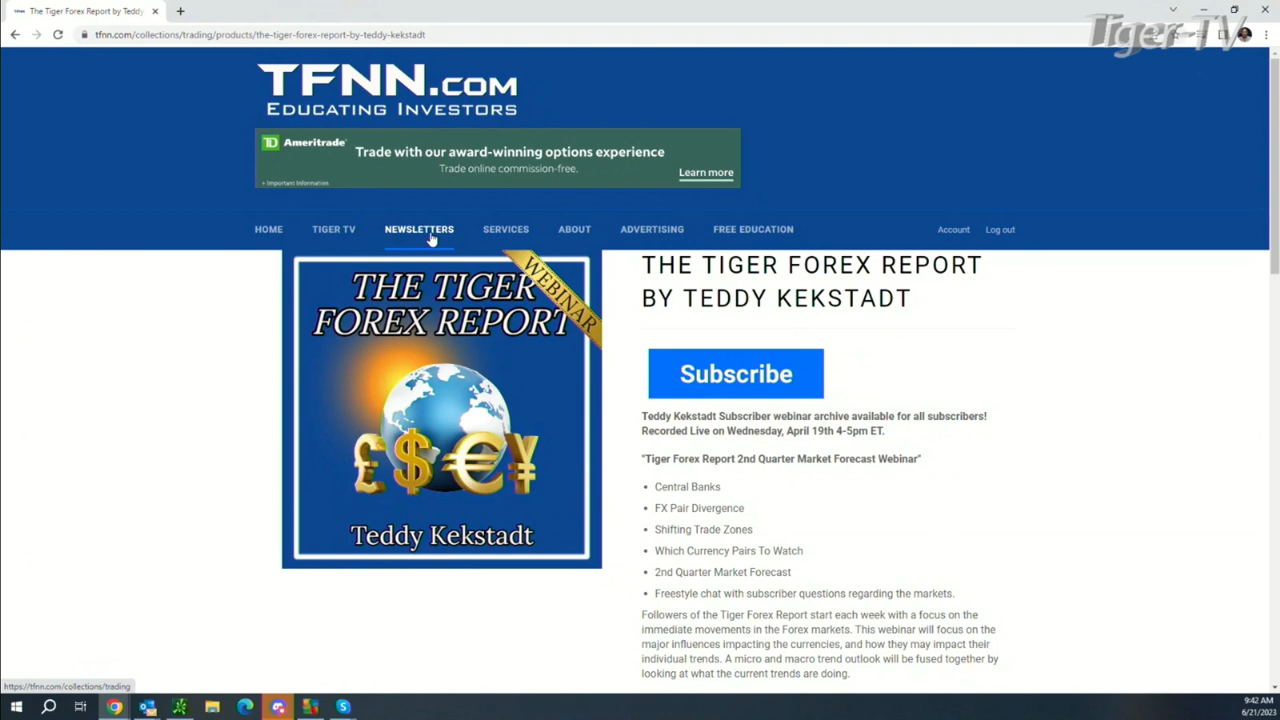 The Tiger Forex Report by Teddy
tfnn.com/collections/trading/products/the-tiger-forex-report-by-teddy-kekstadt
Tiger TV
TFNN.COM
EDUCATING INVESTORS
TD Ameritrade
Trade with our award-winning options experience
Trade online commission-free.
Learn more
+ Important Information
HOME
TIGER TV
NEWSLETTERS
SERVICES
ABOUT
ADVERTISING
FREE EDUCATION
Account
Log out
THE TIGER
FOREX REPORT
WEBINAR
Teddy Kekstadt
THE TIGER FOREX REPORT
BY TEDDY KEKSTADT
Subscribe
Teddy Kekstadt Subscriber webinar archive available for all subscribers!
Recorded Live on Wednesday, April 19th 4-5pm ET.
"Tiger Forex Report 2nd Quarter Market Forecast Webinar"
• Central Banks
• FX Pair Divergence
• Shifting Trade Zones
• Which Currency Pairs To Watch
• 2nd Quarter Market Forecast
• Freestyle chat with subscriber questions regarding the markets.
Followers of the Tiger Forex Report start each week with a focus on the
immediate movements in the Forex markets. This webinar will focus on the
major influences impacting the currencies, and how they may impact their
individual trends. A micro and macro trend outlook will be fused together by
looking at what the current trends are doing.
https://tfnn.com/collections/trading
9:42 AM
6/21/2023